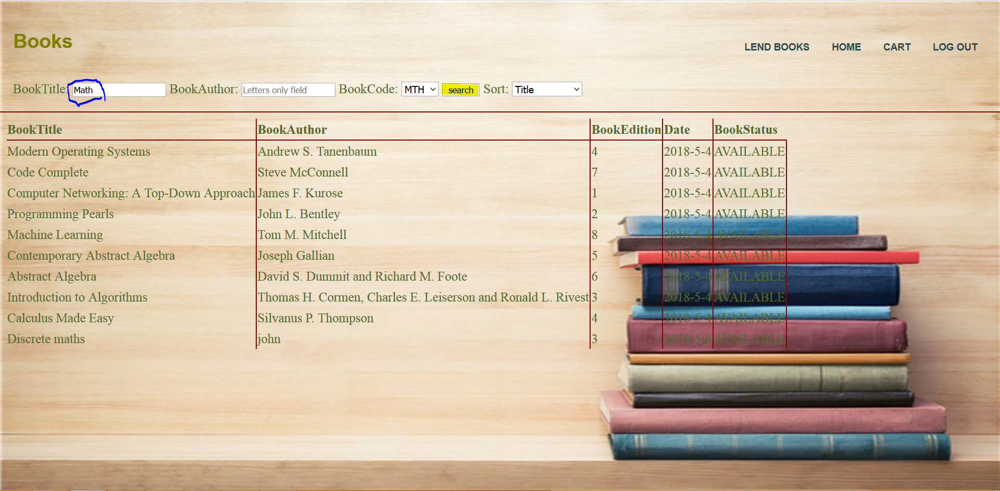 Books
LEND BOOKS HOME CART LOG OUT
BookTitle: Math BookAuthor: Letters only field BookCode: MTH search Sort: Title
BookTitle BookAuthor BookEdition Date BookStatus
Modern Operating Systems Andrew S. Tanenbaum 4 2018-5-4 AVAILABLE
Code Complete Steve McConnell 7 2018-5-4 AVAILABLE
Computer Networking: A Top-Down Approach James F. Kurose 1 2018-5-4 AVAILABLE
Programming Pearls John L. Bentley 2 2018-5-4 AVAILABLE
Machine Learning Tom M. Mitchell 8 2018-5-4 AVAILABLE
Contemporary Abstract Algebra Joseph Gallian 5 2018-5-4 AVAILABLE
Abstract Algebra David S. Dummit and Richard M. Foote 6 2018-5-4 AVAILABLE
Introduction to Algorithms Thomas H. Cormen, Charles E. Leiserson and Ronald L. Rivest 3 2018-5-4 AVAILABLE
Calculus Made Easy Silvanus P. Thompson 4 2018-5-4 AVAILABLE
Discrete maths john 3 2018-5-4 AVAILABLE